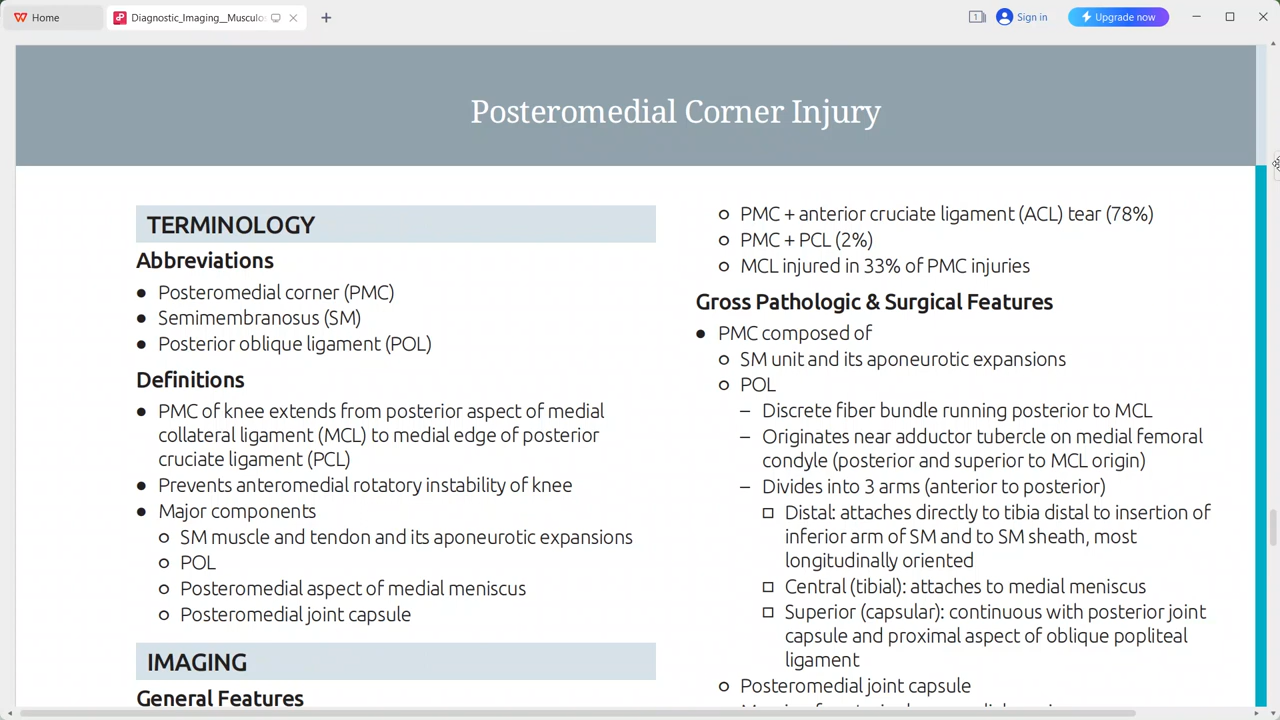 Home
Diagnostic_Imaging__Musculos
1
Sign in
Upgrade now
Posteromedial Corner Injury
TERMINOLOGY
Abbreviations
● Posteromedial corner (PMC)
● Semimembranosus (SM)
● Posterior oblique ligament (POL)
Definitions
● PMC of knee extends from posterior aspect of medial
collateral ligament (MCL) to medial edge of posterior
cruciate ligament (PCL)
● Prevents anteromedial rotatory instability of knee
● Major components
○ SM muscle and tendon and its aponeurotic expansions
○ POL
○ Posteromedial aspect of medial meniscus
○ Posteromedial joint capsule
IMAGING
General Features
○ PMC + anterior cruciate ligament (ACL) tear (78%)
○ PMC + PCL (2%)
○ MCL injured in 33% of PMC injuries
Gross Pathologic & Surgical Features
● PMC composed of
○ SM unit and its aponeurotic expansions
○ POL
– Discrete fiber bundle running posterior to MCL
– Originates near adductor tubercle on medial femoral
condyle (posterior and superior to MCL origin)
– Divides into 3 arms (anterior to posterior)
□ Distal: attaches directly to tibia distal to insertion of
inferior arm of SM and to SM sheath, most
longitudinally oriented
□ Central (tibial): attaches to medial meniscus
□ Superior (capsular): continuous with posterior joint
capsule and proximal aspect of oblique popliteal
ligament
○ Posteromedial joint capsule